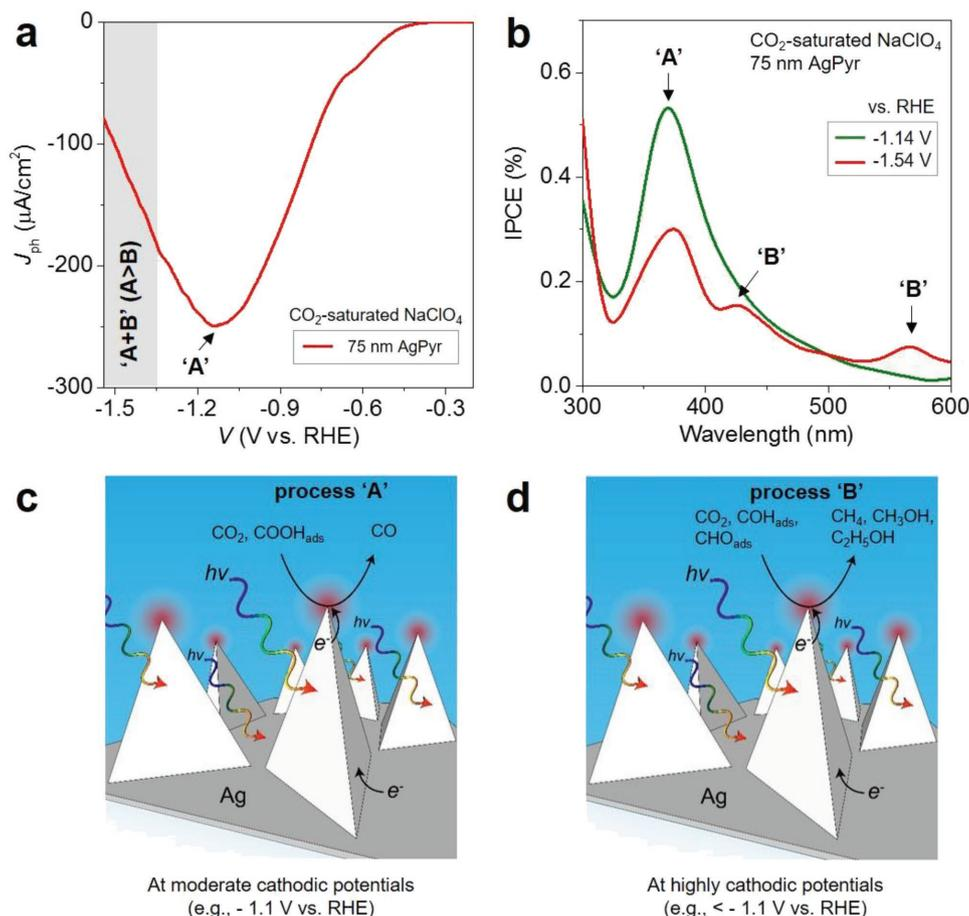 a
0
-100
-200
-300
-1.5
-1.2
-0.9
-0.6
-0.3
J_ph (μA/cm²)
V (V vs. RHE)
'A+B' (A>B)
'A'
CO₂-saturated NaClO₄
75 nm AgPyr
b
0.6
0.4
0.2
0.0
300
400
500
600
IPCE (%)
Wavelength (nm)
CO₂-saturated NaClO₄
75 nm AgPyr
vs. RHE
-1.14 V
-1.54 V
'A'
'B'
'B'
c
process 'A'
CO₂, COOH_ads
CO
hν
hν
hν
e⁻
e⁻
Ag
At moderate cathodic potentials
(e.g., - 1.1 V vs. RHE)
d
process 'B'
CO₂, COH_ads,
CHO_ads
CH₄, CH₃OH,
C₂H₅OH
hν
hν
hν
e⁻
e⁻
Ag
At highly cathodic potentials
(e.g., < - 1.1 V vs. RHE)